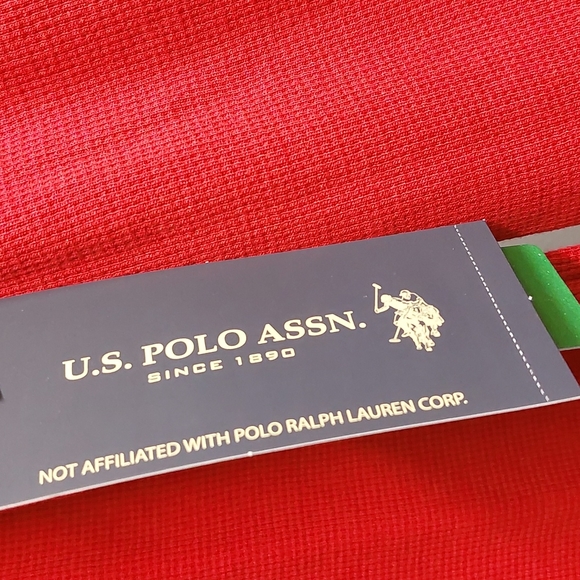 U.S. POLO ASSN.
SINCE 1890
NOT AFFILIATED WITH POLO RALPH LAUREN CORP.